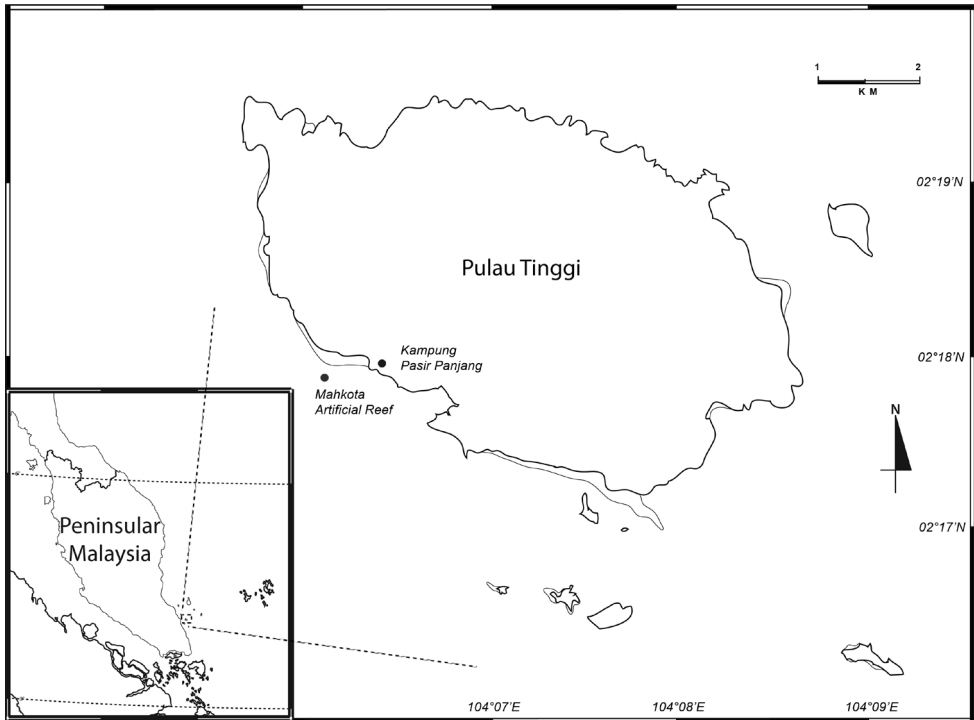 1 2
K M
02°19'N
Pulau Tinggi
Kampung
Pasir Panjang
02°18'N
Mahkota
Artificial Reef
N
Peninsular
Malaysia
02°17'N
104°07'E 104°08'E 104°09'E